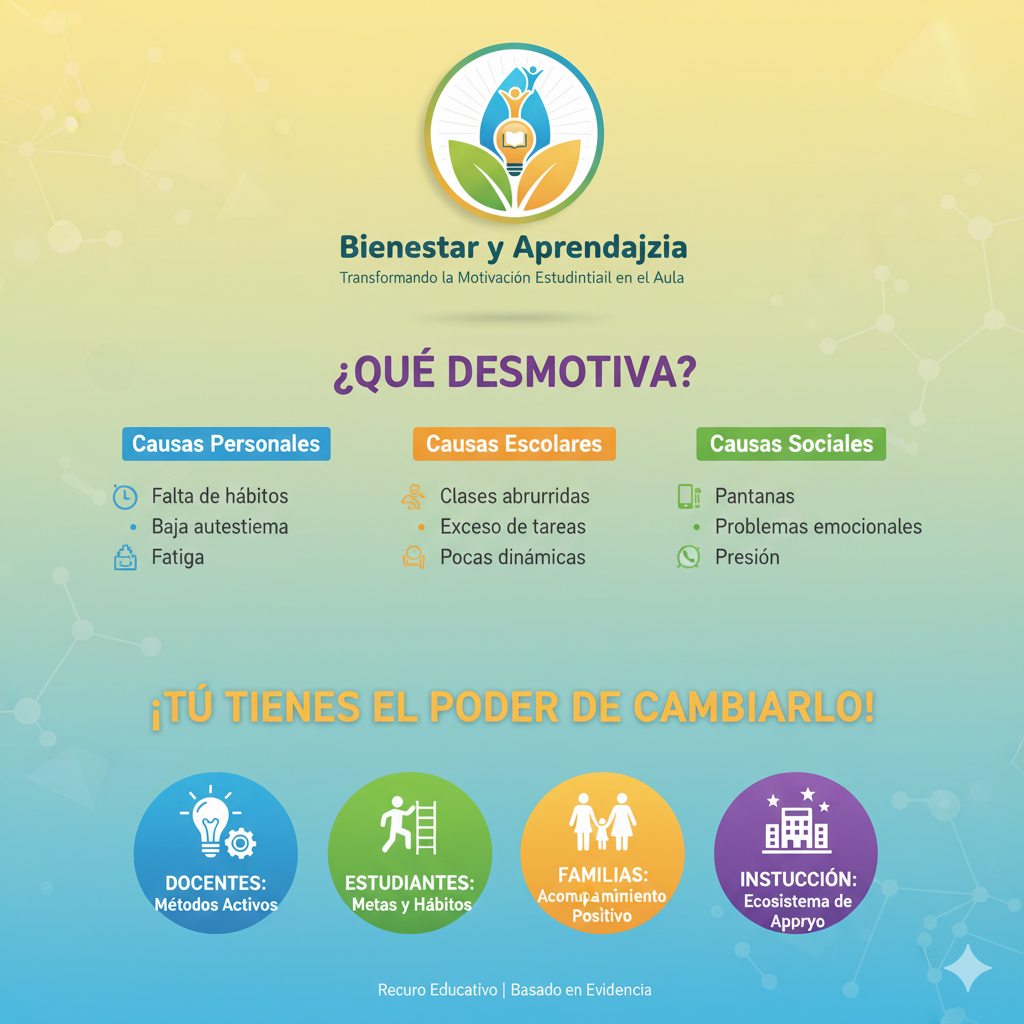 Bienestar y Aprendajzia
Transformando la Motivación Estudintiail en el Aula
¿QUÉ DESMOTIVA?
Causas Personales
Falta de hábitos
Baja autestiema
Fatiga
Causas Escolares
Clases abrurridas
Exceso de tareas
Pocas dinámicas
Causas Sociales
Pantanas
Problemas emocionales
Presión
¡TÚ TIENES EL PODER DE CAMBIARLO!
DOCENTES:
Métodos Activos
ESTUDIANTES:
Metas y Hábitos
FAMILIAS:
Positivo
INSTUCCIÓN:
Ecosistema de
Appryo
Recuro Educativo | Basado en Evidencia